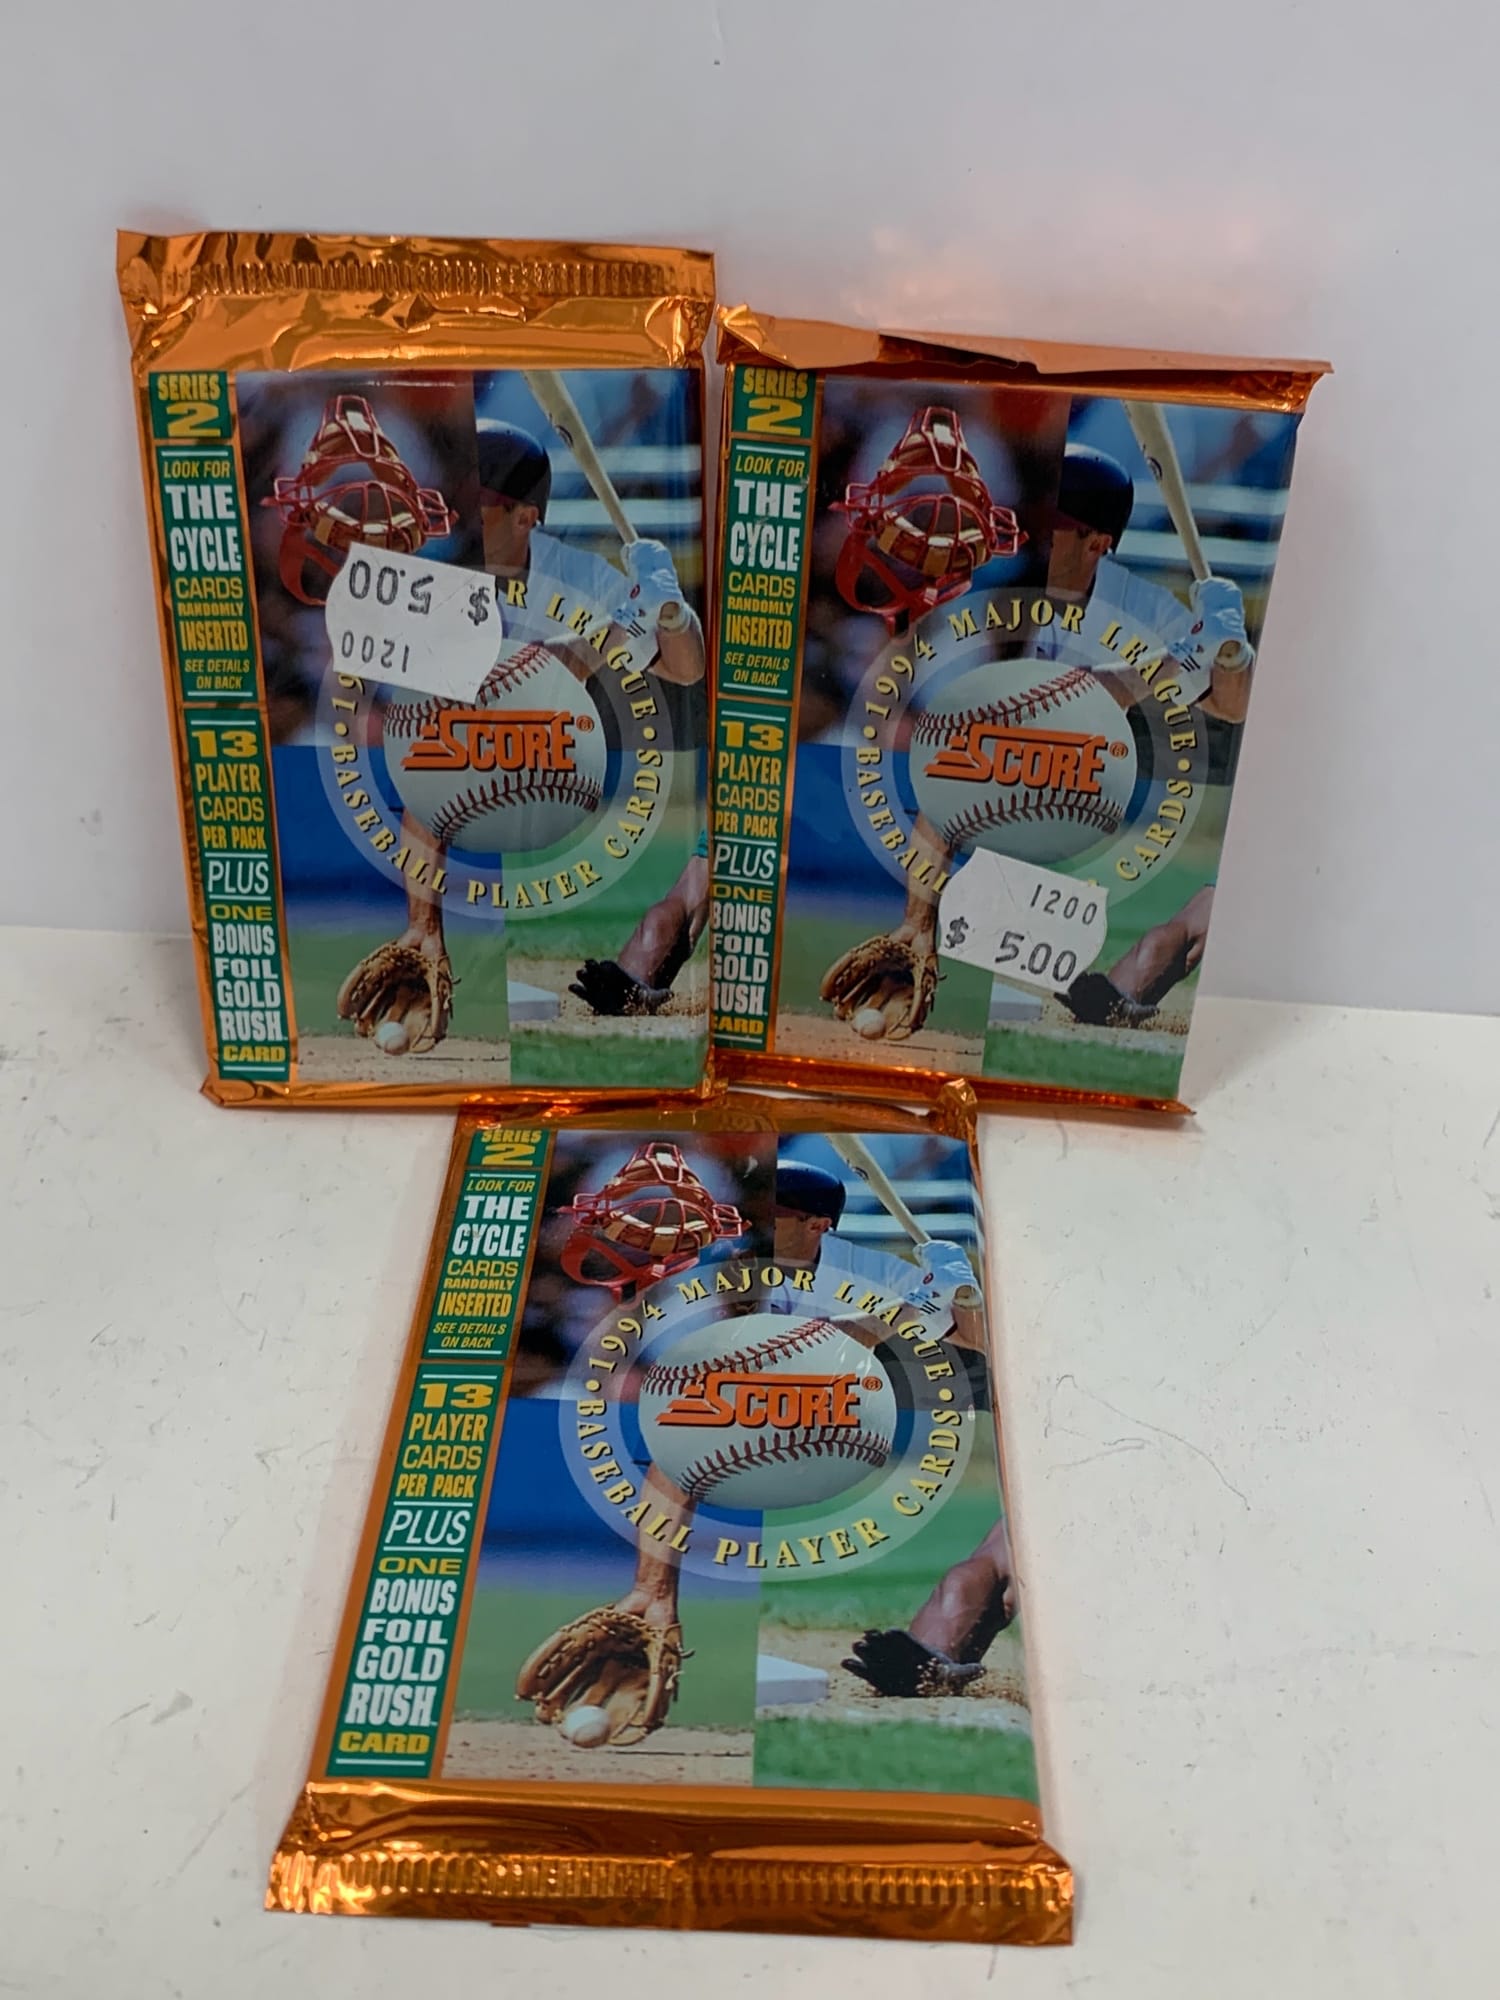 SERIES
2
LOOK FOR
THE
CYCLE
CARDS
RANDOMLY
INSERTED
SEE DETAILS
ON BACK
13
PLAYER
CARDS
PER PACK
PLUS
ONE
BONUS
FOIL
GOLD
RUSH™
CARD
$ 5.00
1200
19 R LEAGUE
SCORE®
• BASEBALL PLAYER CARDS •
SERIES
2
LOOK FOR
THE
CYCLE
CARDS
RANDOMLY
INSERTED
SEE DETAILS
ON BACK
13
PLAYER
CARDS
PER PACK
PLUS
ONE
BONUS
FOIL
GOLD
RUSH
CARD
1994 MAJOR LEAGUE
SCORE®
• BASEBALL CARDS •
1200
$ 5.00
SERIES
2
LOOK FOR
THE
CYCLE
CARDS
RANDOMLY
INSERTED
SEE DETAILS
ON BACK
13
PLAYER
CARDS
PER PACK
PLUS
ONE
BONUS
FOIL
GOLD
RUSH™
CARD
1994 MAJOR LEAGUE
SCORE®
• BASEBALL PLAYER CARDS •